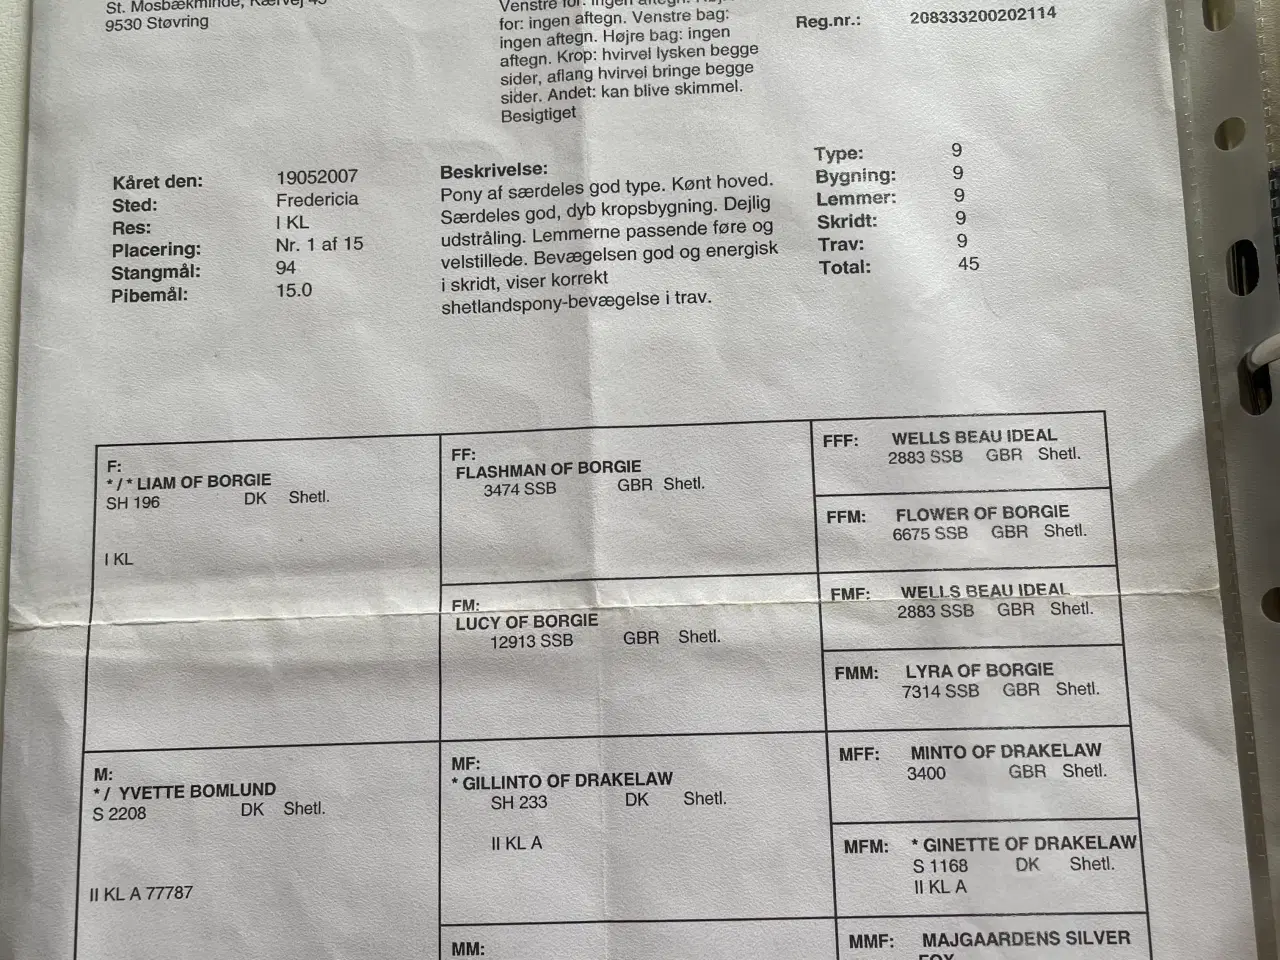 St. Mosbækminde, Kærvej 45
9530 Støvring
Venstre for: ingen aftegn. Højre
for: ingen aftegn. Venstre bag:
ingen aftegn. Højre bag: ingen
aftegn. Krop: hvirvel lysken begge
sider, aflang hvirvel bringe begge
sider. Andet: kan blive skimmel.
Besigtiget
Reg.nr.: 208333200202114
Kåret den: 19052007
Sted: Fredericia
Res: I KL
Placering: Nr. 1 af 15
Stangmål: 94
Pibemål: 15.0
Beskrivelse:
Pony af særdeles god type. Kønt hoved.
Særdeles god, dyb kropsbygning. Dejlig
udstråling. Lemmerne passende føre og
velstillede. Bevægelsen god og energisk
i skridt, viser korrekt
shetlandspony-bevægelse i trav.
Type: 9
Bygning: 9
Lemmer: 9
Skridt: 9
Trav: 9
Total: 45
F:
* / * LIAM OF BORGIE
SH 196 DK Shetl.
I KL
FF:
FLASHMAN OF BORGIE
3474 SSB GBR Shetl.
FM:
LUCY OF BORGIE
12913 SSB GBR Shetl.
FFF: WELLS BEAU IDEAL
2883 SSB GBR Shetl.
FFM: FLOWER OF BORGIE
6675 SSB GBR Shetl.
FMF: WELLS BEAU IDEAL
2883 SSB GBR Shetl.
FMM: LYRA OF BORGIE
7314 SSB GBR Shetl.
M:
* / YVETTE BOMLUND
S 2208 DK Shetl.
II KL A 77787
MF:
* GILLINTO OF DRAKELAW
SH 233 DK Shetl.
II KL A
MM:
MFF: MINTO OF DRAKELAW
3400 GBR Shetl.
MFM: * GINETTE OF DRAKELAW
S 1168 DK Shetl.
II KL A
MMF: MAJGAARDENS SILVER
FOX